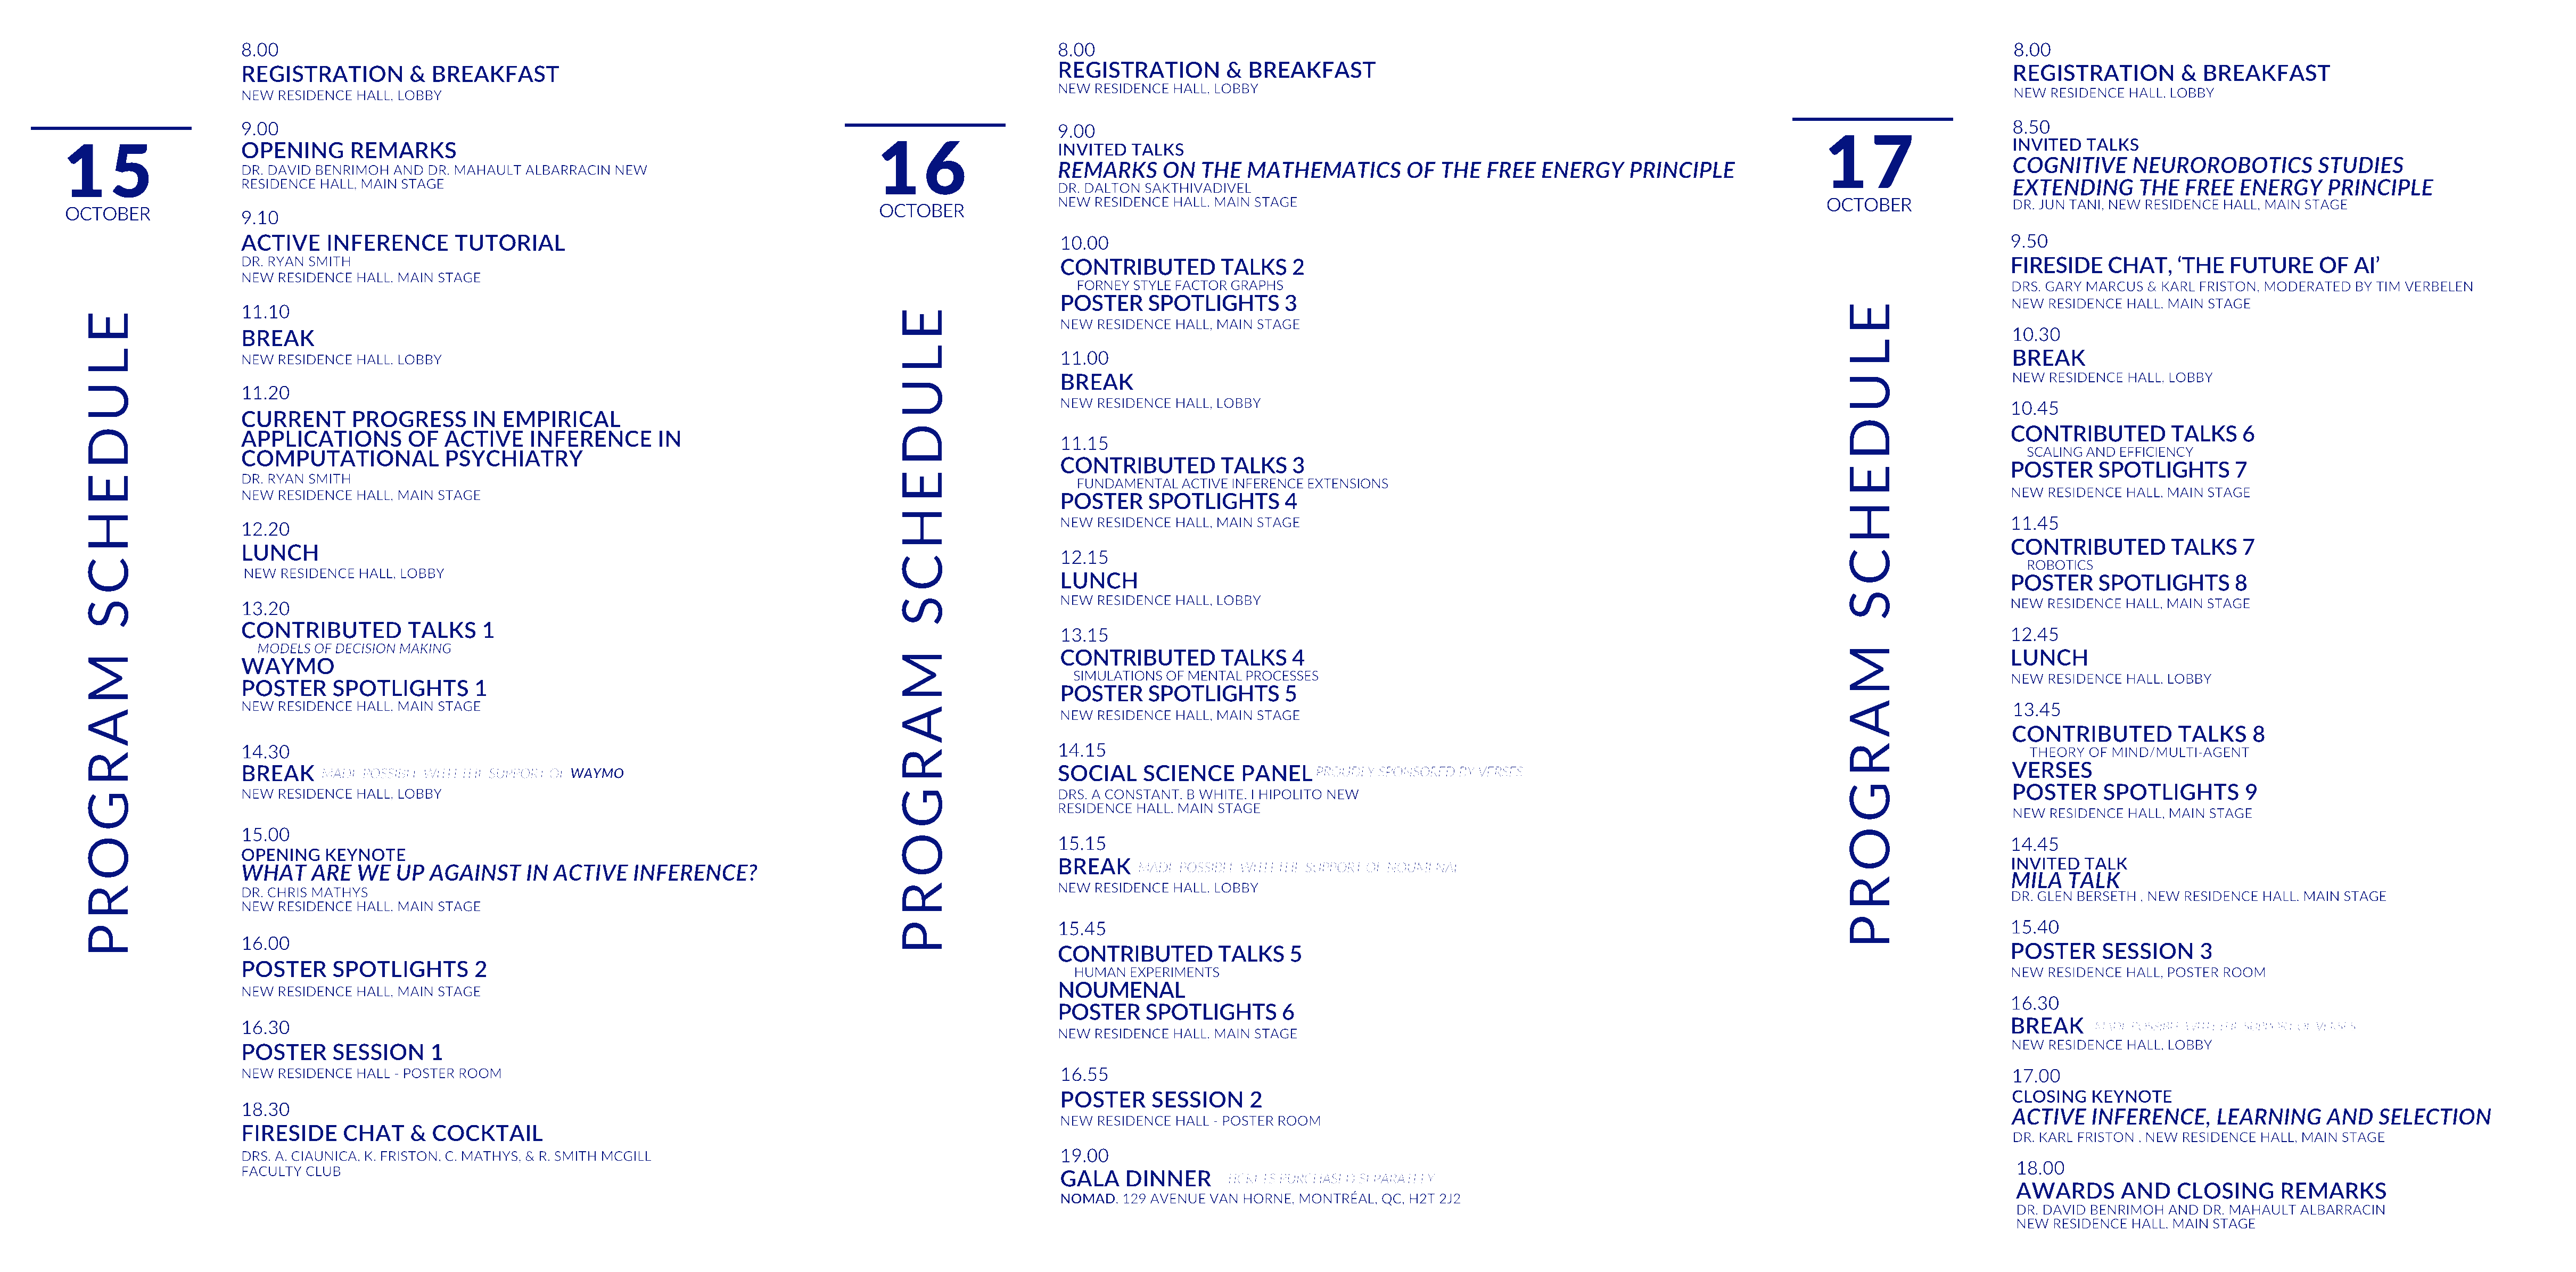 15
OCTOBER
PROGRAM SCHEDULE
8.00
REGISTRATION & BREAKFAST
NEW RESIDENCE HALL, LOBBY
9.00
OPENING REMARKS
DR. DAVID BENRIMOH AND DR. MAHAULT ALBARRACIN NEW
RESIDENCE HALL, MAIN STAGE
9.10
ACTIVE INFERENCE TUTORIAL
DR. RYAN SMITH
NEW RESIDENCE HALL, MAIN STAGE
11.10
BREAK
NEW RESIDENCE HALL, LOBBY
11.20
CURRENT PROGRESS IN EMPIRICAL
APPLICATIONS OF ACTIVE INFERENCE IN
COMPUTATIONAL PSYCHIATRY
DR. RYAN SMITH
NEW RESIDENCE HALL, MAIN STAGE
12.20
LUNCH
NEW RESIDENCE HALL, LOBBY
13.20
CONTRIBUTED TALKS 1
MODELS OF DECISION MAKING
WAYMO
POSTER SPOTLIGHTS 1
NEW RESIDENCE HALL, MAIN STAGE
14.30
BREAK MADE POSSIBLE WITH THE SUPPORT OF WAYMO
NEW RESIDENCE HALL, LOBBY
15.00
OPENING KEYNOTE
WHAT ARE WE UP AGAINST IN ACTIVE INFERENCE?
DR. CHRIS MATHYS
NEW RESIDENCE HALL, MAIN STAGE
16.00
POSTER SPOTLIGHTS 2
NEW RESIDENCE HALL, MAIN STAGE
16.30
POSTER SESSION 1
NEW RESIDENCE HALL - POSTER ROOM
18.30
FIRESIDE CHAT & COCKTAIL
DRS. A. CIAUNICA, K. FRISTON, C. MATHYS, & R. SMITH MCGILL
FACULTY CLUB
16
OCTOBER
PROGRAM SCHEDULE
8.00
REGISTRATION & BREAKFAST
NEW RESIDENCE HALL, LOBBY
9.00
INVITED TALKS
REMARKS ON THE MATHEMATICS OF THE FREE ENERGY PRINCIPLE
DR. DALTON SAKTHIVADIVEL
NEW RESIDENCE HALL, MAIN STAGE
10.00
CONTRIBUTED TALKS 2
FORNEY STYLE FACTOR GRAPHS
POSTER SPOTLIGHTS 3
NEW RESIDENCE HALL, MAIN STAGE
11.00
BREAK
NEW RESIDENCE HALL, LOBBY
11.15
CONTRIBUTED TALKS 3
FUNDAMENTAL ACTIVE INFERENCE EXTENSIONS
POSTER SPOTLIGHTS 4
NEW RESIDENCE HALL, MAIN STAGE
12.15
LUNCH
NEW RESIDENCE HALL, LOBBY
13.15
CONTRIBUTED TALKS 4
SIMULATIONS OF MENTAL PROCESSES
POSTER SPOTLIGHTS 5
NEW RESIDENCE HALL, MAIN STAGE
14.15
SOCIAL SCIENCE PANEL PROUDLY SPONSORED BY VERSES
DRS. A CONSTANT, B WHITE, I HIPOLITO NEW
RESIDENCE HALL, MAIN STAGE
15.15
BREAK MADE POSSIBLE WITH THE SUPPORT OF NOUMENAL
NEW RESIDENCE HALL, LOBBY
15.45
CONTRIBUTED TALKS 5
HUMAN EXPERIMENTS
NOUMENAL
POSTER SPOTLIGHTS 6
NEW RESIDENCE HALL, MAIN STAGE
16.55
POSTER SESSION 2
NEW RESIDENCE HALL - POSTER ROOM
19.00
GALA DINNER PURCHASED SEPARATELY
NOMAD, 129 AVENUE VAN HORNE, MONTRÉAL, QC, H2T 2J2
17
OCTOBER
PROGRAM SCHEDULE
8.00
REGISTRATION & BREAKFAST
NEW RESIDENCE HALL, LOBBY
8.50
INVITED TALKS
COGNITIVE NEUROROBOTICS STUDIES
EXTENDING THE FREE ENERGY PRINCIPLE
DR. JUN TANI, NEW RESIDENCE HALL, MAIN STAGE
9.50
FIRESIDE CHAT, ‘THE FUTURE OF AI’
DRS. GARY MARCUS & KARL FRISTON, MODERATED BY TIM VERBELEN
NEW RESIDENCE HALL, MAIN STAGE
10.30
BREAK
NEW RESIDENCE HALL, LOBBY
10.45
CONTRIBUTED TALKS 6
SCALING AND EFFICIENCY
POSTER SPOTLIGHTS 7
NEW RESIDENCE HALL, MAIN STAGE
11.45
CONTRIBUTED TALKS 7
ROBOTICS
POSTER SPOTLIGHTS 8
NEW RESIDENCE HALL, MAIN STAGE
12.45
LUNCH
NEW RESIDENCE HALL, LOBBY
13.45
CONTRIBUTED TALKS 8
THEORY OF MIND/MULTI-AGENT
VERSES
POSTER SPOTLIGHTS 9
NEW RESIDENCE HALL, MAIN STAGE
14.45
INVITED TALK
MILA TALK
DR. GLEN BERSETH , NEW RESIDENCE HALL, MAIN STAGE
15.40
POSTER SESSION 3
NEW RESIDENCE HALL, POSTER ROOM
16.30
BREAK MADE POSSIBLE WITH THE SUPPORT OF VERSES
NEW RESIDENCE HALL, LOBBY
17.00
CLOSING KEYNOTE
ACTIVE INFERENCE, LEARNING AND SELECTION
DR. KARL FRISTON , NEW RESIDENCE HALL, MAIN STAGE
18.00
AWARDS AND CLOSING REMARKS
DR. DAVID BENRIMOH AND DR. MAHAULT ALBARRACIN
NEW RESIDENCE HALL, MAIN STAGE